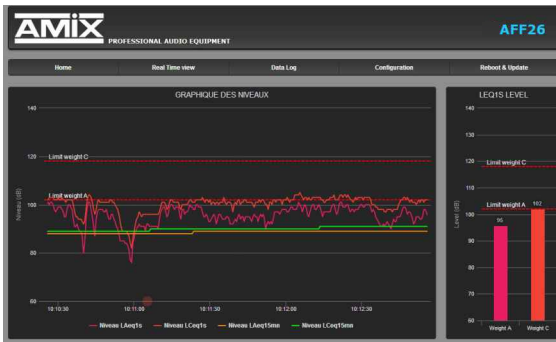 AMIX
PROFESSIONAL AUDIO EQUIPMENT
AFF26
Home
Real Time view
Data Log
Configuration
Reboot & Update
GRAPHIQUE DES NIVEAUX
140
120
100
80
60
Niveau (dB)
Limit weight C
Limit weight A
10:10:30
10:11:00
10:11:30
10:12:00
10:12:30
Niveau LAeq1s
Niveau LCeq1s
Niveau LAeq15mn
Niveau LCeq15mn
LEQ1S LEVEL
140
130
120
110
100
90
80
70
60
Level (dB)
Limit weight C
Limit weight A
95
102
Weight A
Weight C